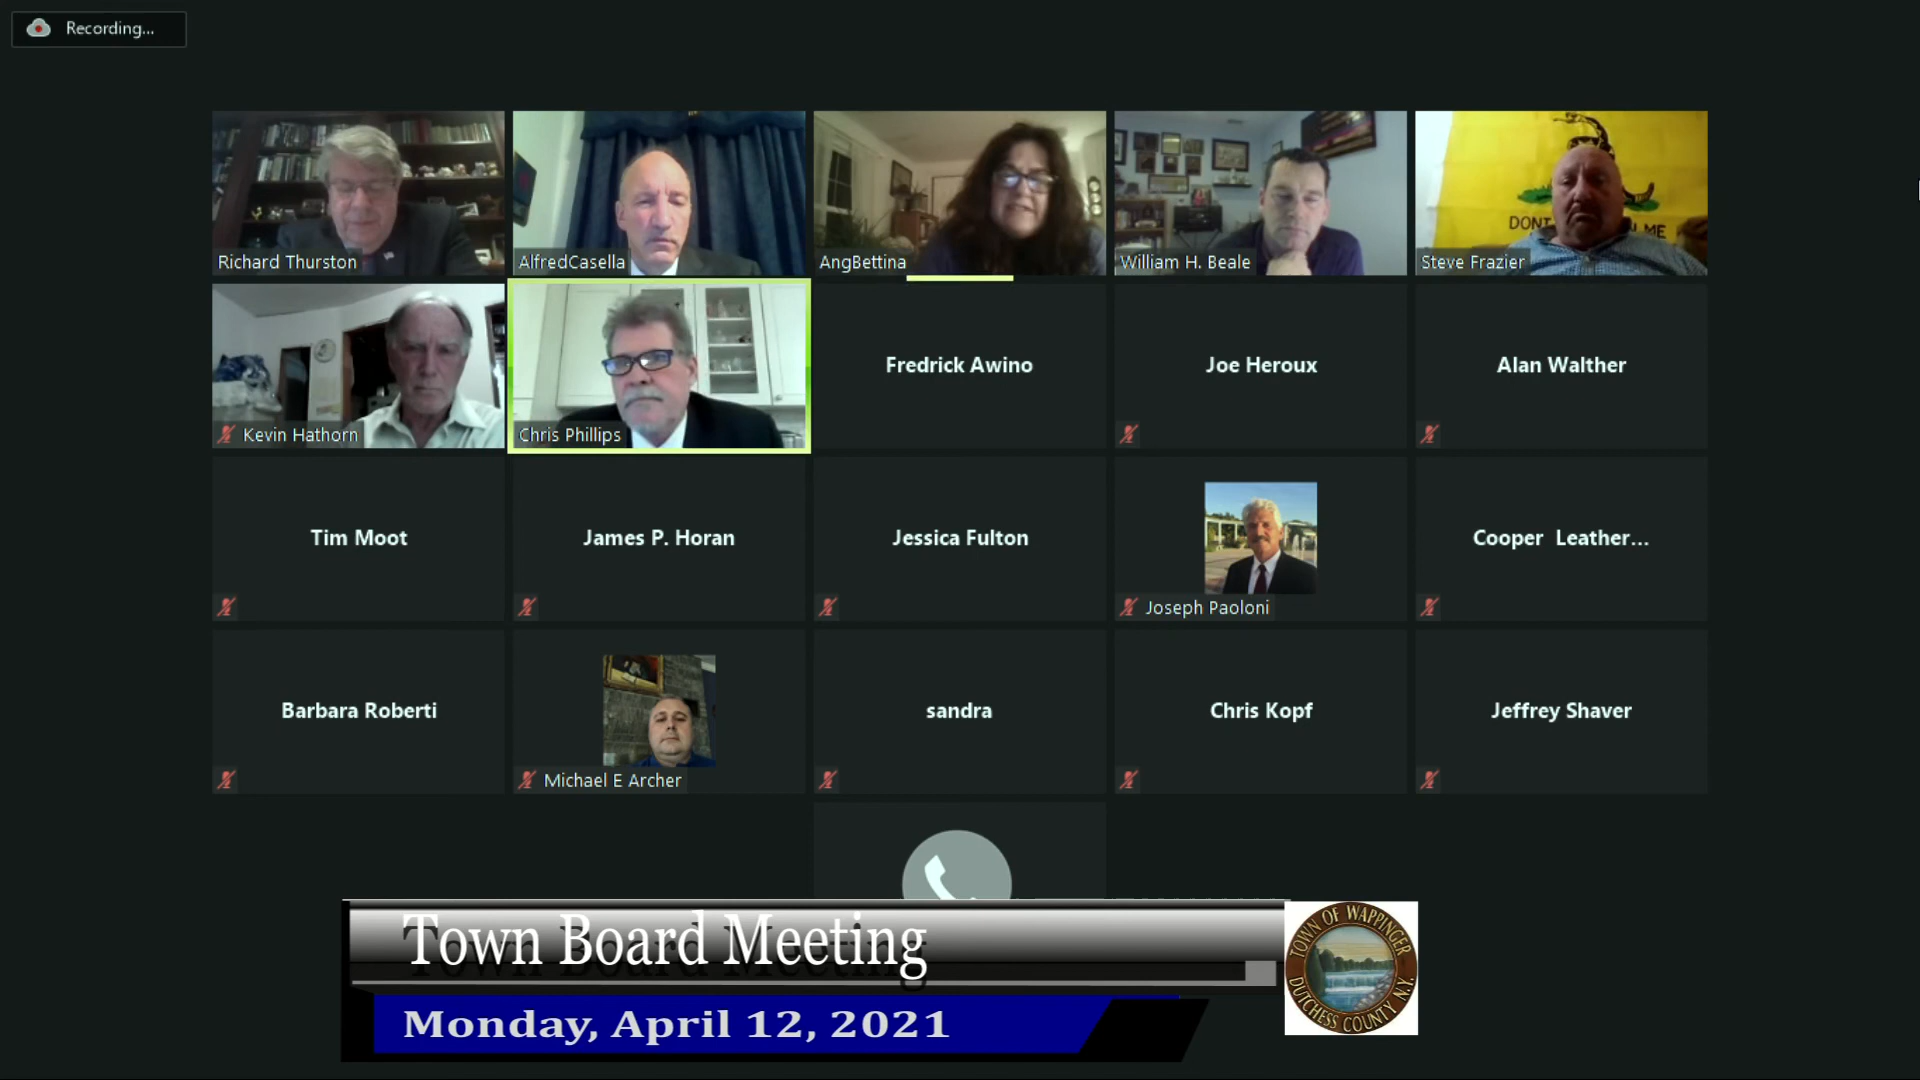 Recording...
Richard Thurston
AlfredCasella
AngBettina
William H. Beale
DONT
ME
Steve Frazier
Kevin Hathorn
Chris Phillips
Fredrick Awino
Joe Heroux
Alan Walther
Tim Moot
James P. Horan
Jessica Fulton
Joseph Paoloni
Cooper Leather...
Barbara Roberti
Michael E Archer
sandra
Chris Kopf
Jeffrey Shaver
Town Board Meeting
Monday, April 12, 2021
TOWN OF WAPPINGER
DUTCHESS COUNTY N.Y.